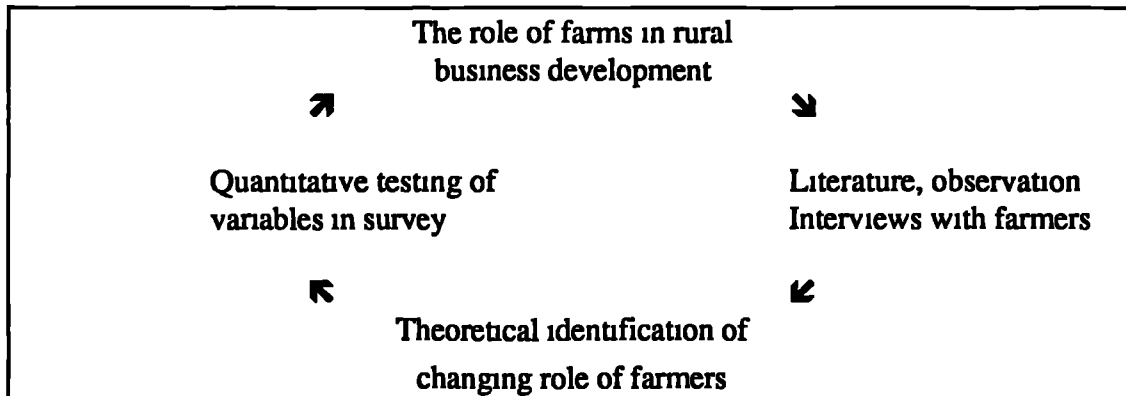 The role of farms in rural
business development
Quantitative testing of
variables in survey
Literature, observation
Interviews with farmers
Theoretical identification of
changing role of farmers